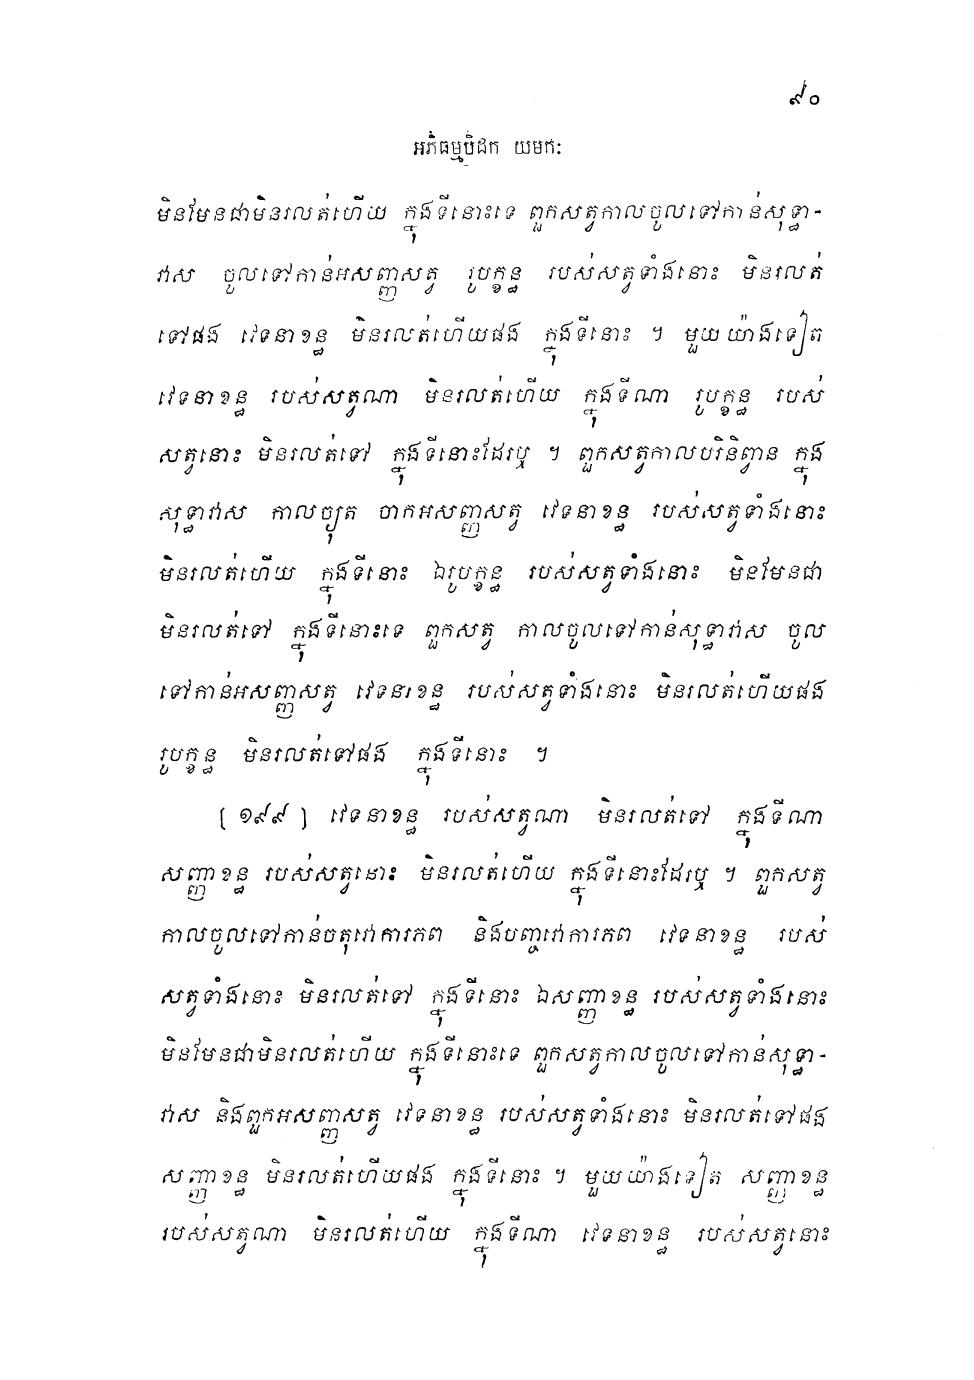 ៩០
អភិធម្មបិដក យមកៈ
មិនមែនជាមិនរលត់ហើយ ក្នុងទីនោះទេ ពួកសត្វកាលចូលទៅកាន់សុទ្ធា-
វាស ចូលទៅកាន់អសញ្ញសត្វ រូបក្ខន្ធ របស់សត្វទាំងនោះ មិនរលត់
ទៅផង វេទនាខន្ធ មិនរលត់ហើយផង ក្នុងទីនោះ ។ មួយយ៉ាងទៀត
វេទនាខន្ធ របស់សត្វណា មិនរលត់ហើយ ក្នុងទីណា រូបក្ខន្ធ របស់
សត្វនោះ មិនរលត់ទៅ ក្នុងទីនោះដែរឬ ។ ពួកសត្វកាលបរិនិព្វាន ក្នុង
សុទ្ធាវាស កាលច្យុត ចាកអសញ្ញសត្វ វេទនាខន្ធ របស់សត្វទាំងនោះ
មិនរលត់ហើយ ក្នុងទីនោះ ឯរូបក្ខន្ធ របស់សត្វទាំងនោះ មិនមែនជា
មិនរលត់ទៅ ក្នុងទីនោះទេ ពួកសត្វ កាលចូលទៅកាន់សុទ្ធាវាស ចូល
ទៅកាន់អសញ្ញសត្វ វេទនាខន្ធ របស់សត្វទាំងនោះ មិនរលត់ហើយផង
រូបក្ខន្ធ មិនរលត់ទៅផង ក្នុងទីនោះ ។
[ ១៩៩ ] វេទនាខន្ធ របស់សត្វណា មិនរលត់ទៅ ក្នុងទីណា
សញ្ញាខន្ធ របស់សត្វនោះ មិនរលត់ហើយ ក្នុងទីនោះដែរឬ ។ ពួកសត្វ
កាលចូលទៅកាន់ចតុវោការភព និងបញ្ចវោការភព វេទនាខន្ធ របស់
សត្វទាំងនោះ មិនរលត់ទៅ ក្នុងទីនោះ ឯសញ្ញាខន្ធ របស់សត្វទាំងនោះ
មិនមែនជាមិនរលត់ហើយ ក្នុងទីនោះទេ ពួកសត្វកាលចូលទៅកាន់សុទ្ធា-
វាស និងពួកអសញ្ញសត្វ វេទនាខន្ធ របស់សត្វទាំងនោះ មិនរលត់ទៅផង
សញ្ញាខន្ធ មិនរលត់ហើយផង ក្នុងទីនោះ ។ មួយយ៉ាងទៀត សញ្ញាខន្ធ
របស់សត្វណា មិនរលត់ហើយ ក្នុងទីណា វេទនាខន្ធ របស់សត្វនោះ